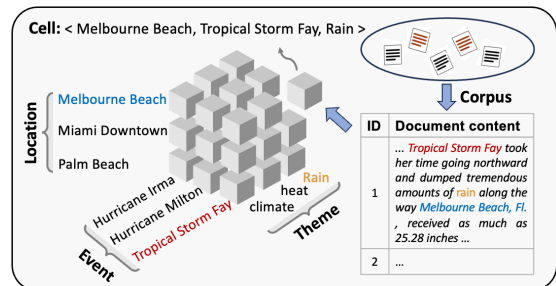 Cell: < Melbourne Beach, Tropical Storm Fay, Rain >
Location
Melbourne Beach
Miami Downtown
Palm Beach
Hurricane Irma
Hurricane Milton
Tropical Storm Fay
Event
Rain
heat
climate
Theme
Corpus
ID Document content
1
... Tropical Storm Fay took
her time going northward
and dumped tremendous
amounts of rain along the
way Melbourne Beach, Fl.
, received as much as
25.28 inches ...
2 ...